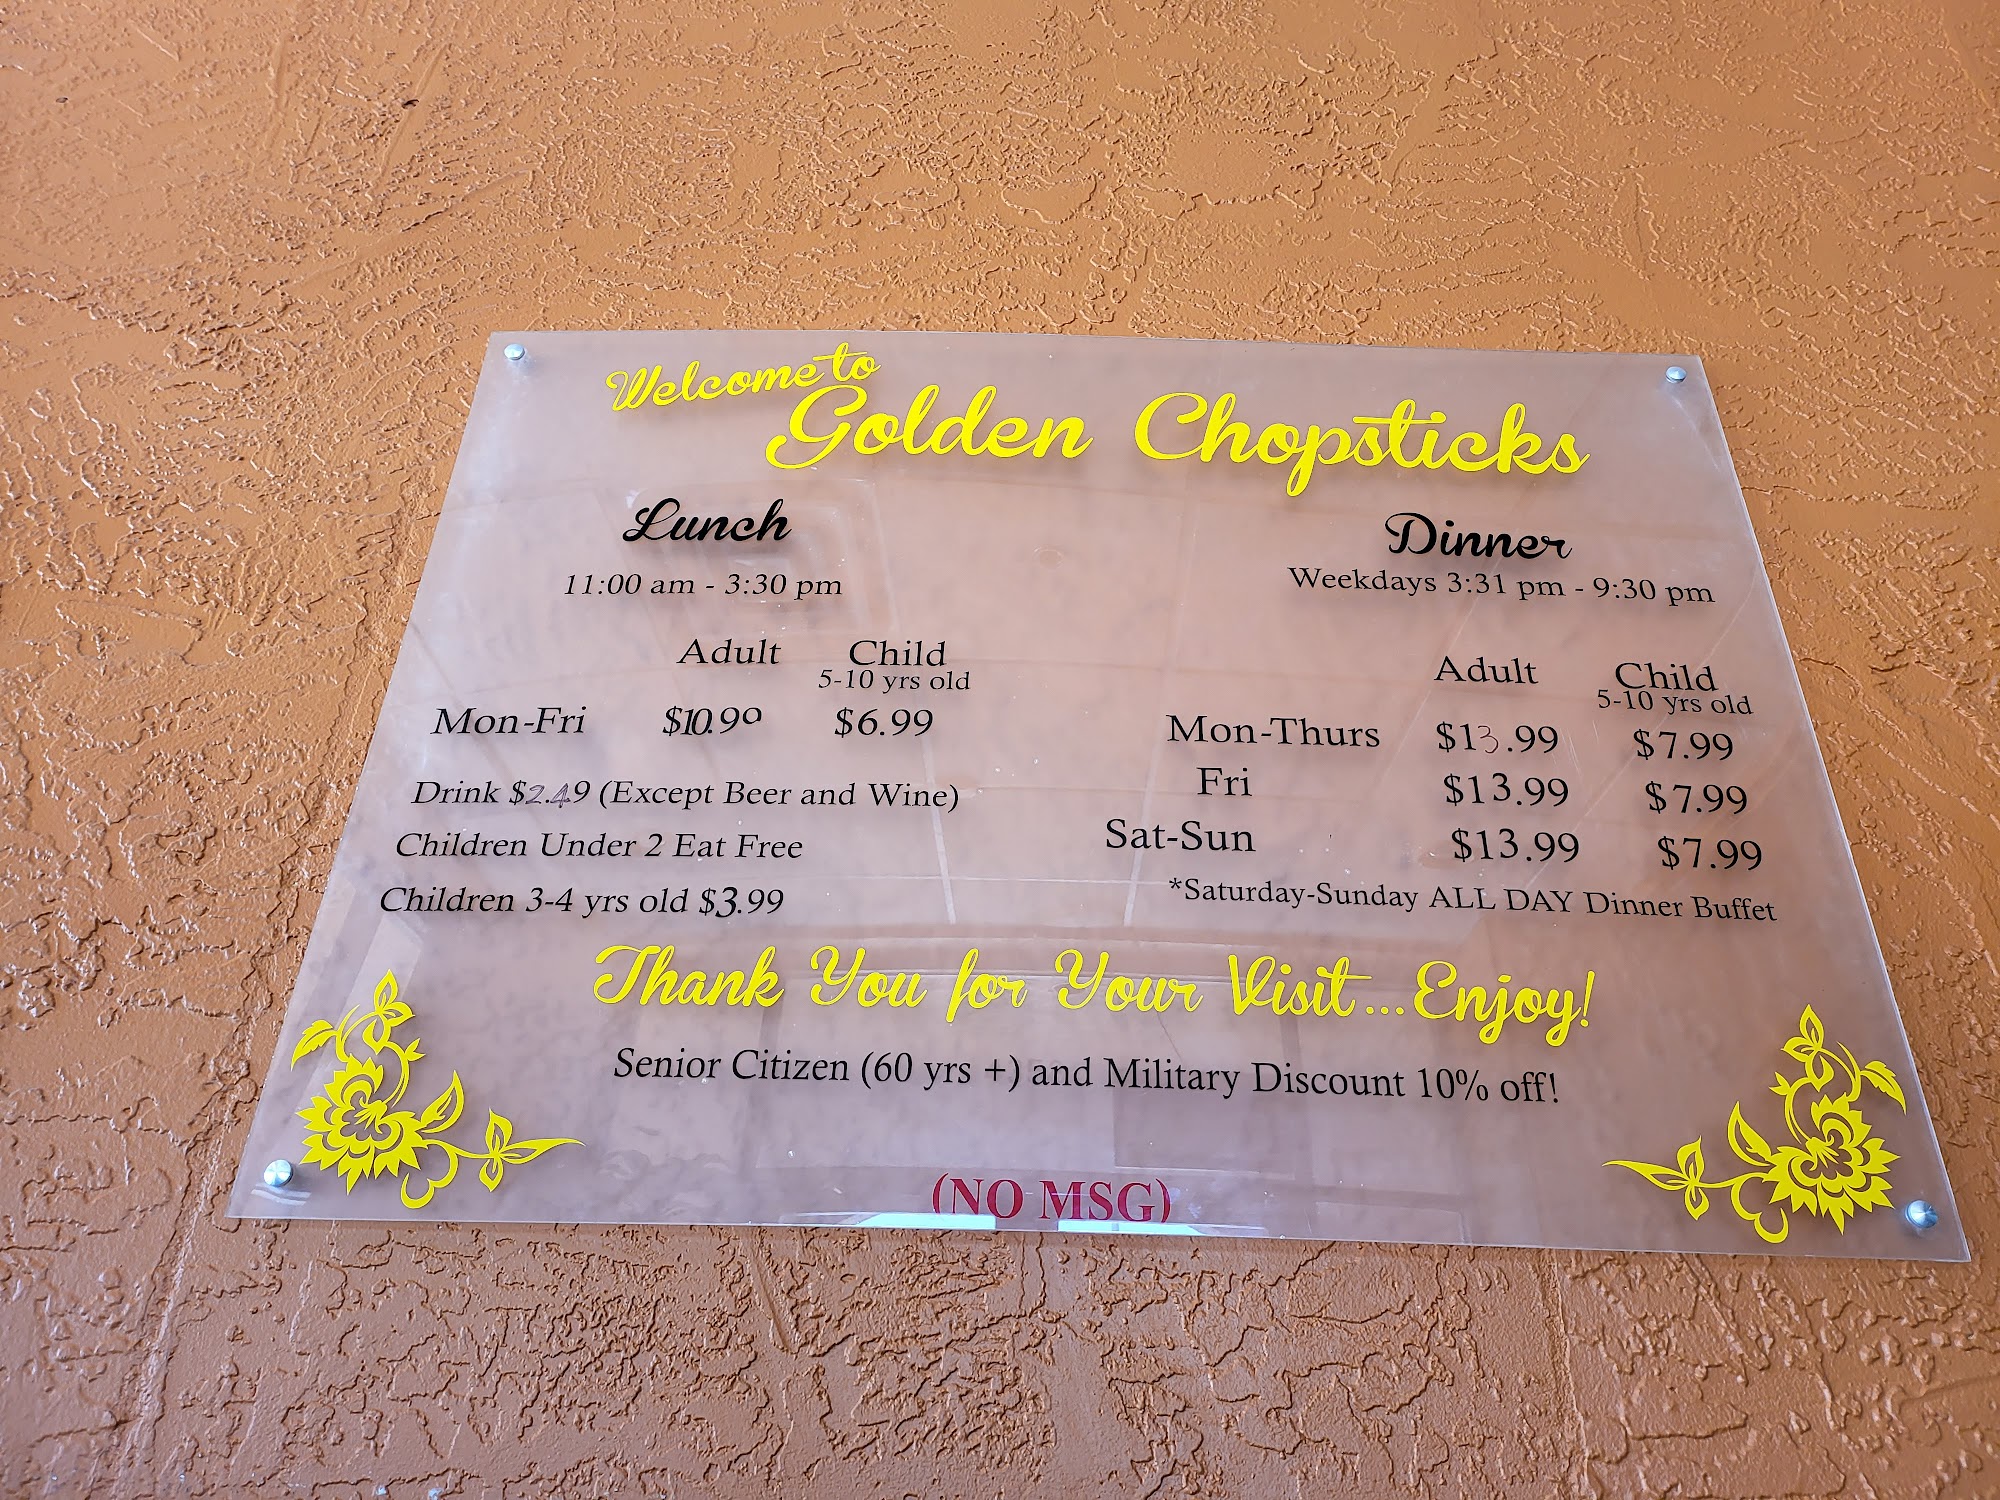 Welcome to
Golden Chopsticks
Lunch
11:00 am - 3:30 pm
Adult Child
5-10 yrs old
Mon-Fri $10.99 $6.99
Drink $2.49 (Except Beer and Wine)
Children Under 2 Eat Free
Children 3-4 yrs old $3.99
Dinner
Weekdays 3:31 pm - 9:30 pm
Adult Child
5-10 yrs old
Mon-Thurs $13.99 $7.99
Fri $13.99 $7.99
Sat-Sun $13.99 $7.99
*Saturday-Sunday ALL DAY Dinner Buffet
Thank You for Your Visit...Enjoy!
Senior Citizen (60 yrs +) and Military Discount 10% off!
(NO MSG)